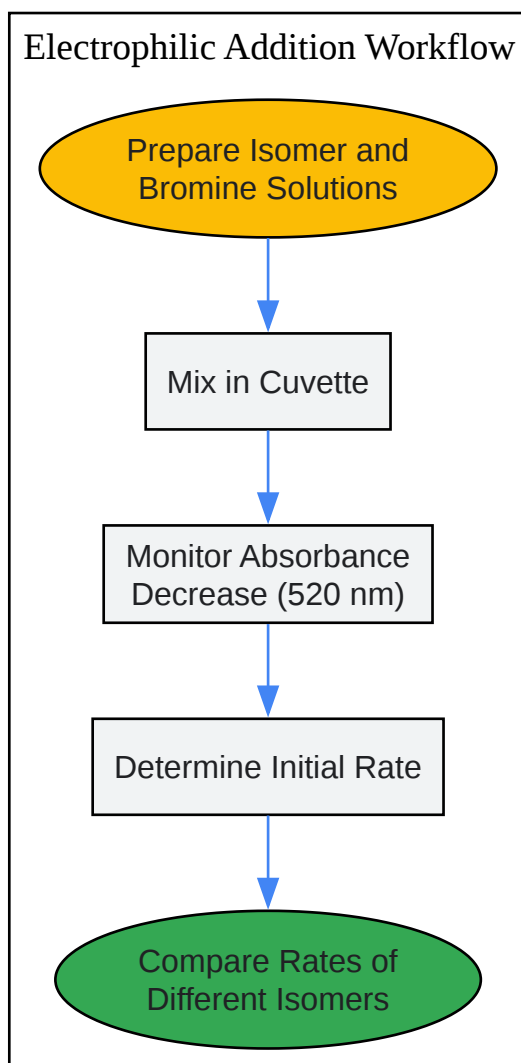 Electrophilic Addition Workflow
Prepare Isomer and
Bromine Solutions
Mix in Cuvette
Monitor Absorbance
Decrease (520 nm)
Determine Initial Rate
Compare Rates of
Different Isomers